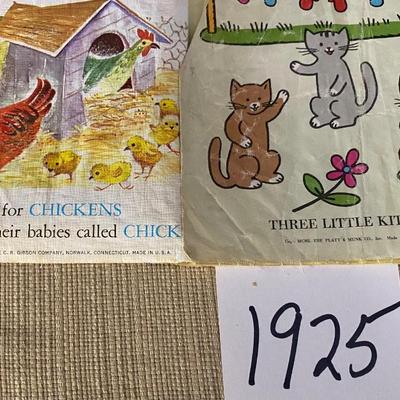 for CHICKENS
heir babies called CHICK
C. R. GIBSON COMPANY, NORWALK, CONNECTICUT, MADE IN U.S.A.
THREE LITTLE KIT
THE PLATT & MUNK CO., Inc. Made
1925